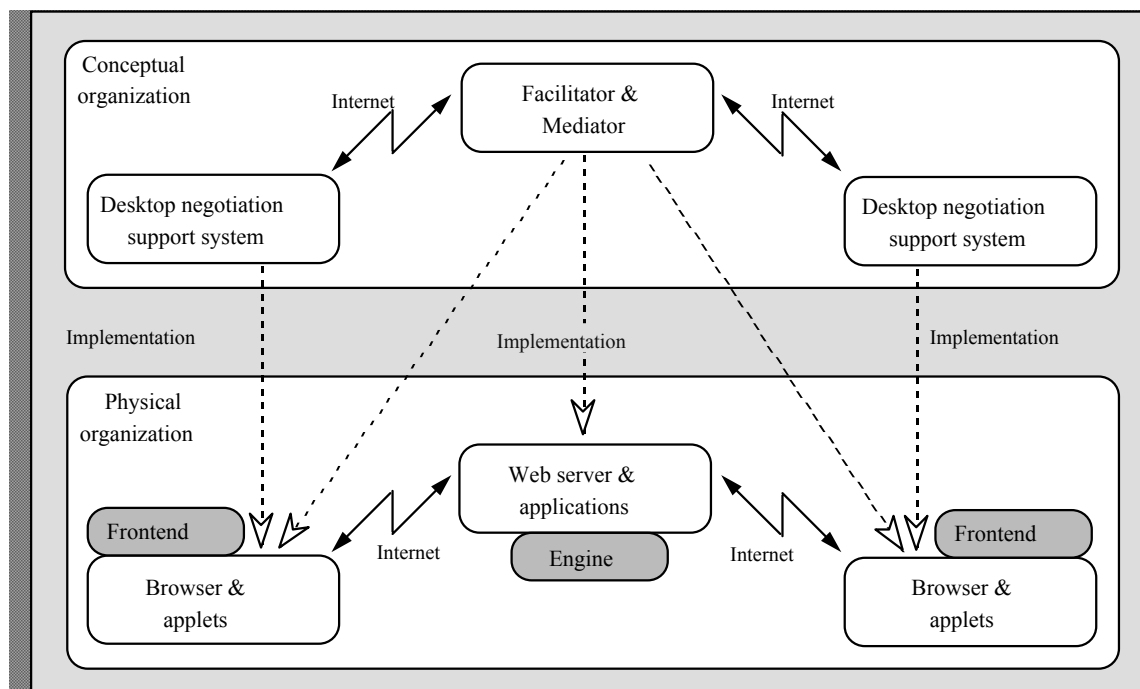 Conceptual
organization
Internet
Facilitator &
Mediator
Internet
Desktop negotiation
support system
Desktop negotiation
support system
Implementation
Implementation
Implementation
Physical
organization
Web server &
applications
Frontend
Internet
Engine
Internet
Frontend
Browser &
applets
Browser &
applets